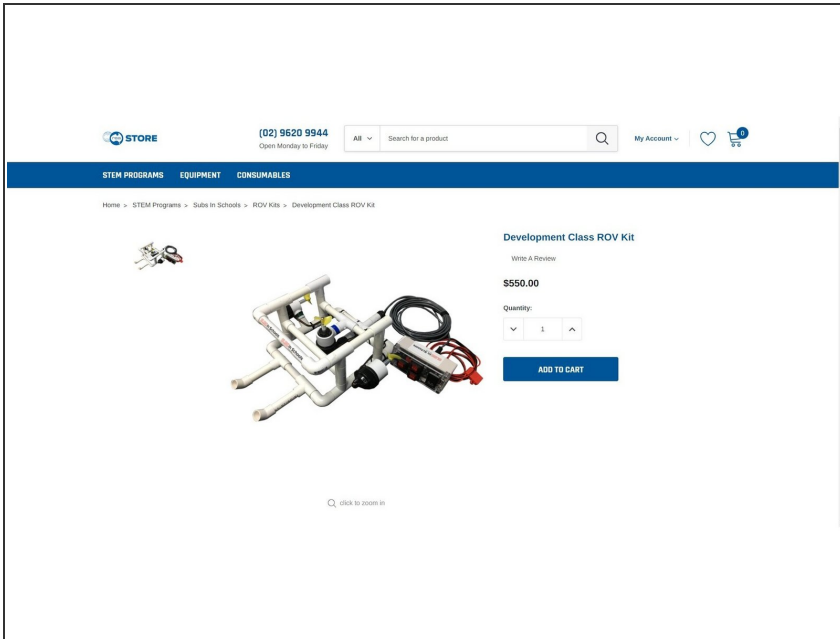 STORE
(02) 9620 9944
Open Monday to Friday
All
Search for a product
My Account
0
STEM PROGRAMS EQUIPMENT CONSUMABLES
Home > STEM Programs > Subs In Schools > ROV Kits > Development Class ROV Kit
Development Class ROV Kit
Write A Review
$550.00
Quantity:
1
ADD TO CART
click to zoom in